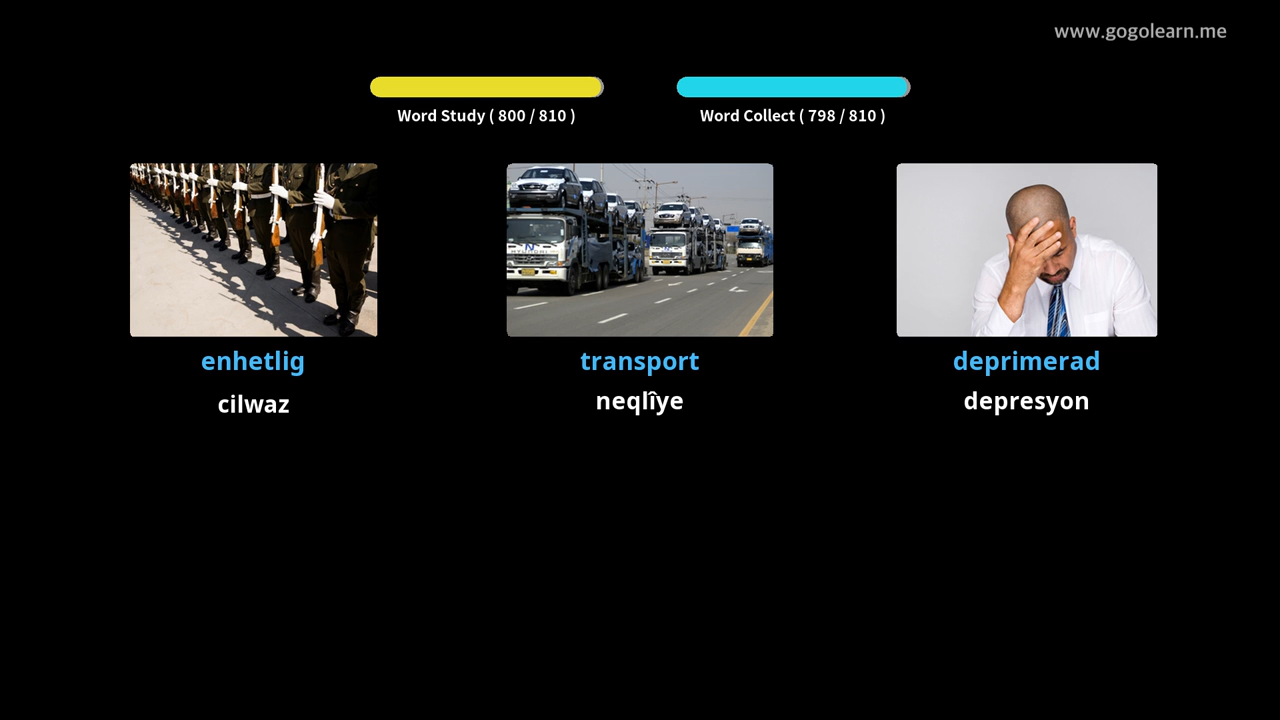 www.gogolearn.me
Word Study ( 800 / 810 )
Word Collect ( 798 / 810 )
enhetlig
transport
deprimerad
cilwaz
neqlîye
depresyon